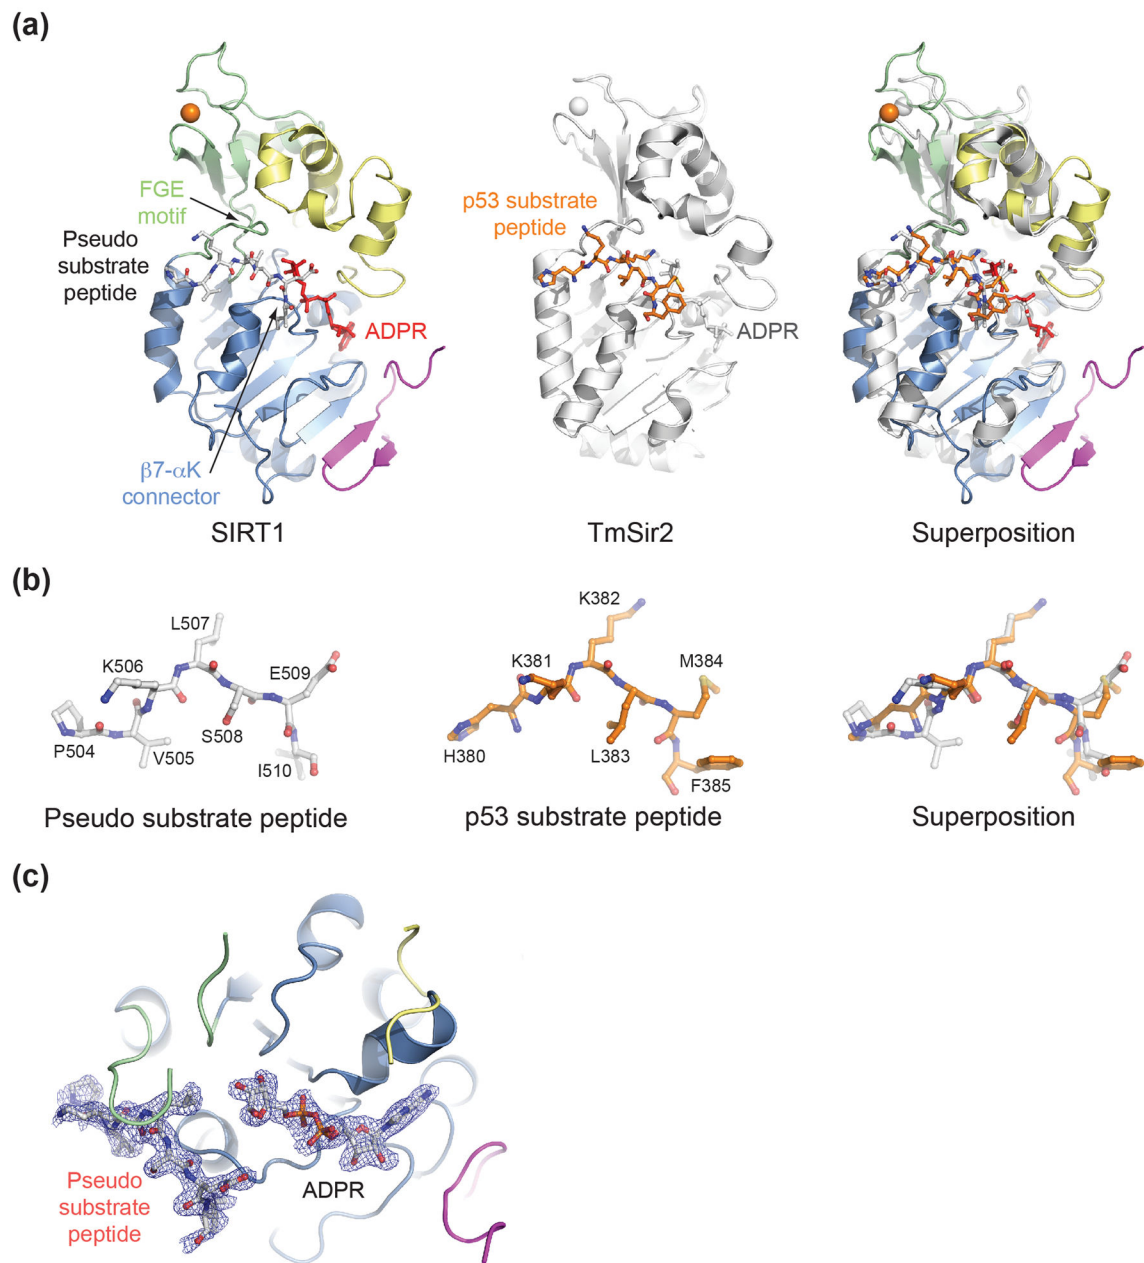 (a)
FGE
motif
Pseudo
substrate
peptide
ADPR
β7-αK
connector
SIRT1
p53 substrate
peptide
ADPR
TmSir2
Superposition
(b)
L507
K506
E509
P504
V505
S508
I510
Pseudo substrate peptide
K382
K381
M384
H380
L383
F385
p53 substrate peptide
Superposition
(c)
Pseudo
substrate
peptide
ADPR